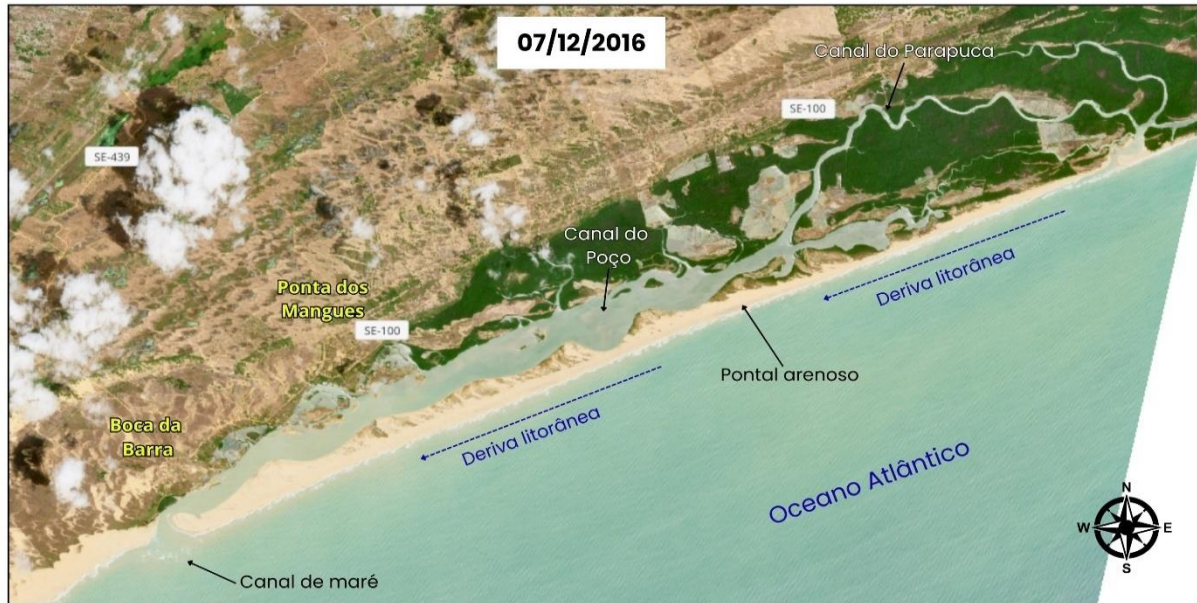 07/12/2016
Canal do Parapuca
SE-100
SE-439
Canal do
Poço
Ponta dos
Mangues
SE-100
Deriva litorânea
Pontal arenoso
Boca da
Barra
Deriva litorânea
Oceano Atlântico
N
W
E
S
Canal de maré